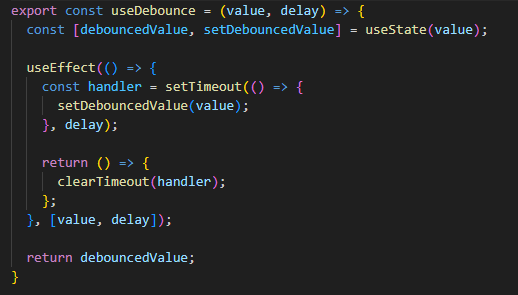 export const useDebounce = (value, delay) => {
  const [debouncedValue, setDebouncedValue] = useState(value);

  useEffect(() => {
    const handler = setTimeout(() => {
      setDebouncedValue(value);
    }, delay);

    return () => {
      clearTimeout(handler);
    };
  }, [value, delay]);

  return debouncedValue;
}